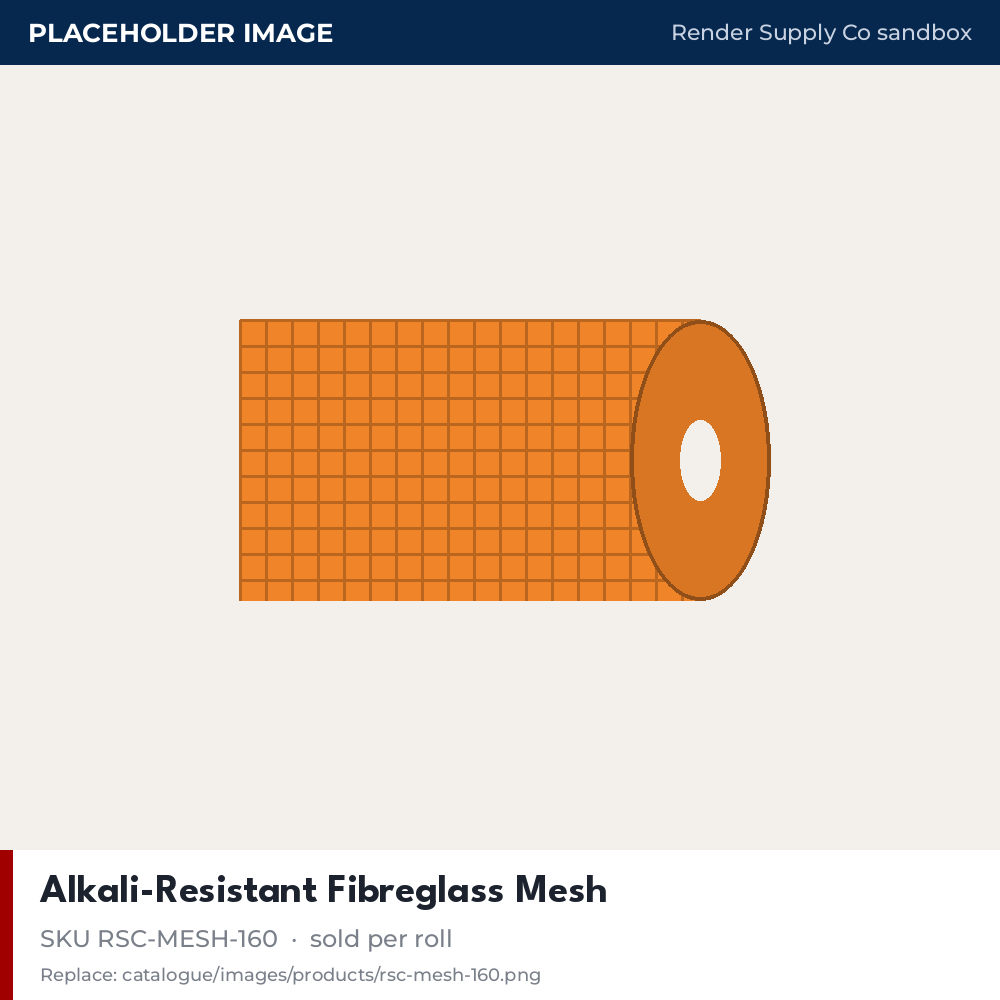 PLACEHOLDER IMAGE
Render Supply Co sandbox
Alkali-Resistant Fibreglass Mesh
SKU RSC-MESH-160 · sold per roll
Replace: catalogue/images/products/rsc-mesh-160.png